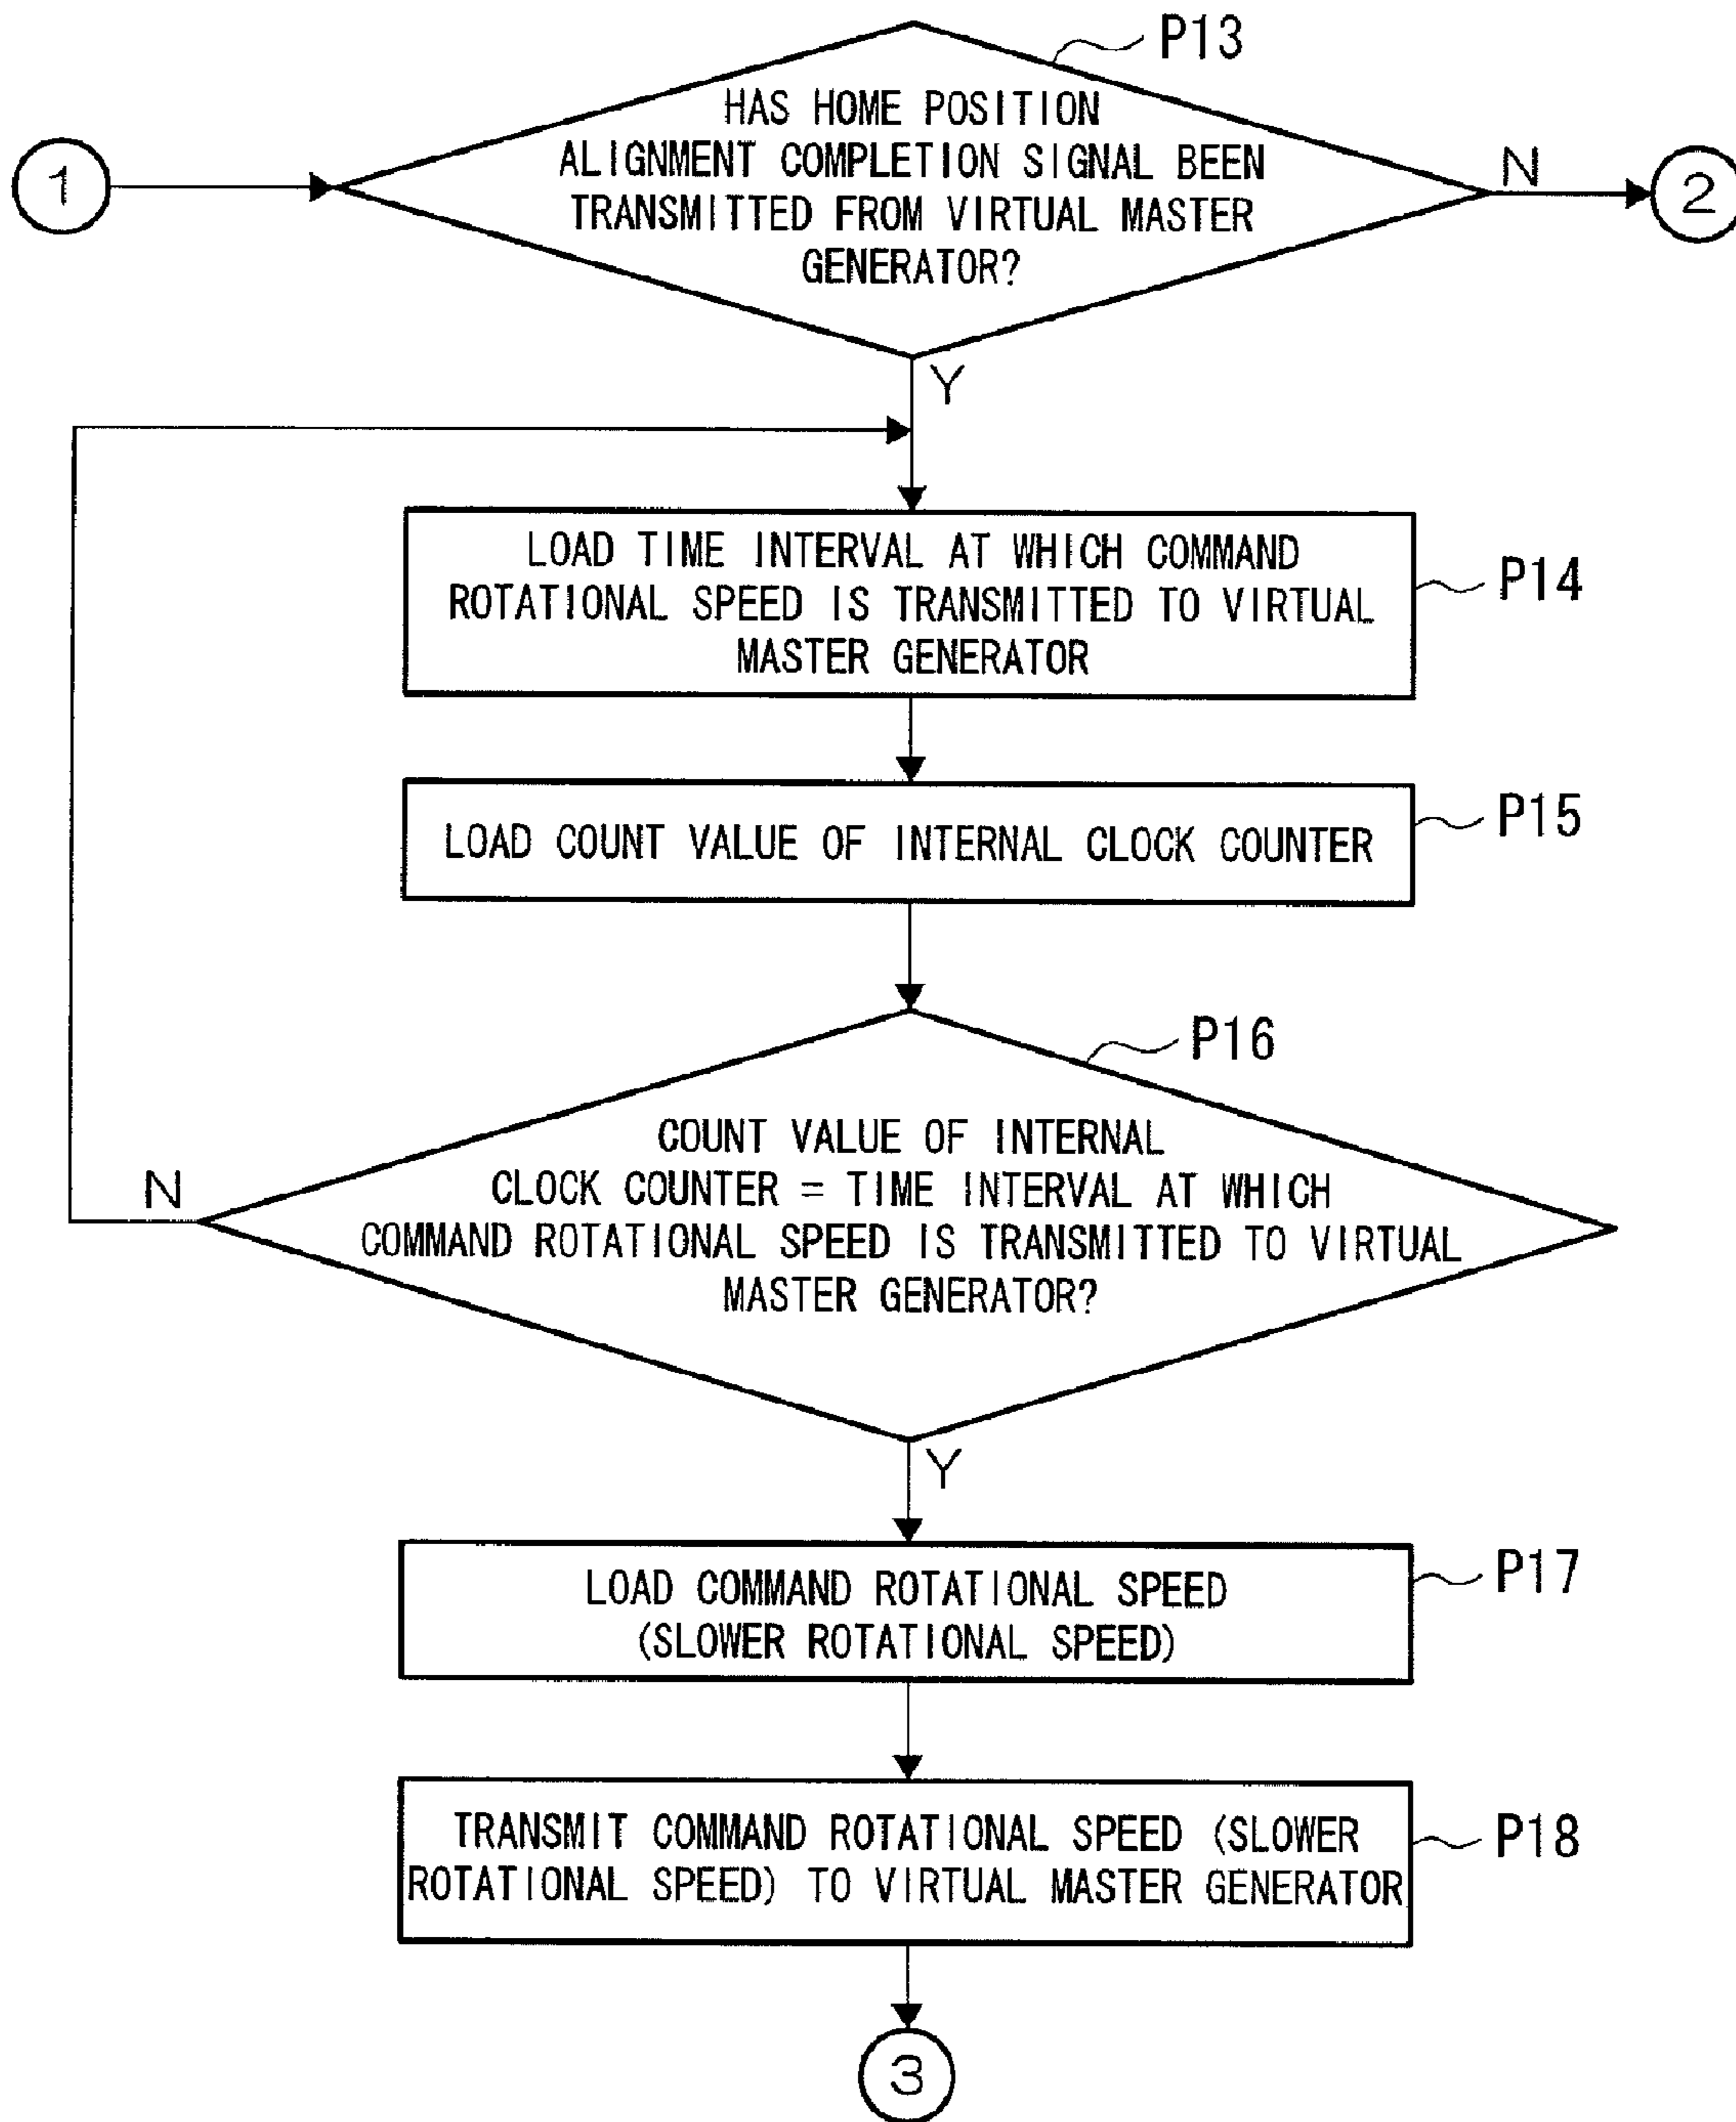 P13
HAS HOME POSITION
ALIGNMENT COMPLETION SIGNAL BEEN
TRANSMITTED FROM VIRTUAL MASTER
GENERATOR?
1
N
2
Y
LOAD TIME INTERVAL AT WHICH COMMAND
ROTATIONAL SPEED IS TRANSMITTED TO VIRTUAL
MASTER GENERATOR
P14
LOAD COUNT VALUE OF INTERNAL CLOCK COUNTER
P15
P16
COUNT VALUE OF INTERNAL
CLOCK COUNTER = TIME INTERVAL AT WHICH
COMMAND ROTATIONAL SPEED IS TRANSMITTED TO VIRTUAL
MASTER GENERATOR?
N
Y
LOAD COMMAND ROTATIONAL SPEED
(SLOWER ROTATIONAL SPEED)
P17
TRANSMIT COMMAND ROTATIONAL SPEED (SLOWER
ROTATIONAL SPEED) TO VIRTUAL MASTER GENERATOR
P18
3